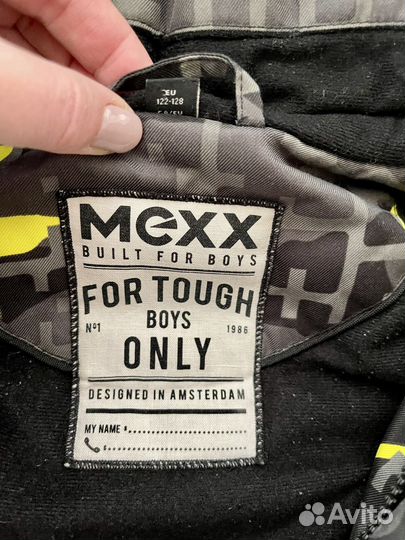 EU
122-128
MEXX
BUILT FOR BOYS
FOR TOUGH
BOYS
Nº1 1986
ONLY
DESIGNED IN AMSTERDAM
MY NAME :
Avito